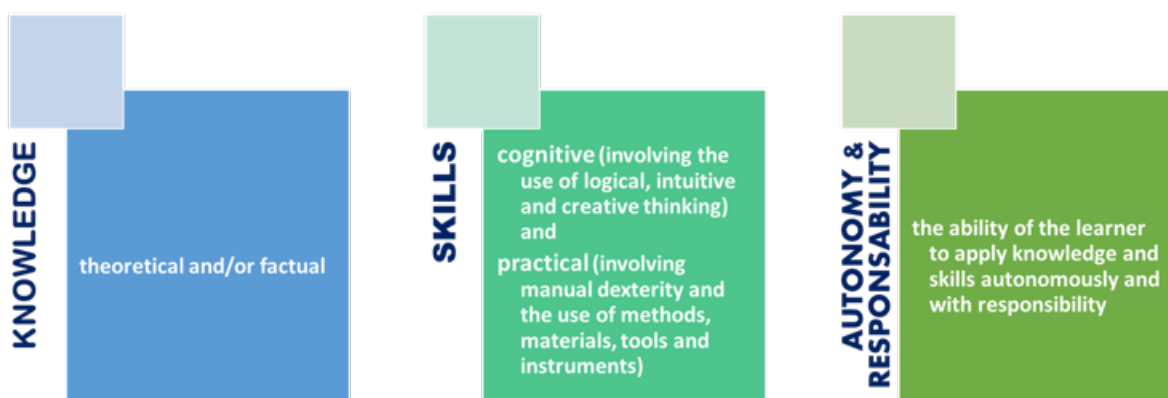 KNOWLEDGE
theoretical and/or factual
SKILLS
cognitive (involving the
use of logical, intuitive
and creative thinking)
and
practical (involving
manual dexterity and
the use of methods,
materials, tools and
instruments)
AUTONOMY &
RESPONSABILITY
the ability of the learner
to apply knowledge and
skills autonomously and
with responsibility